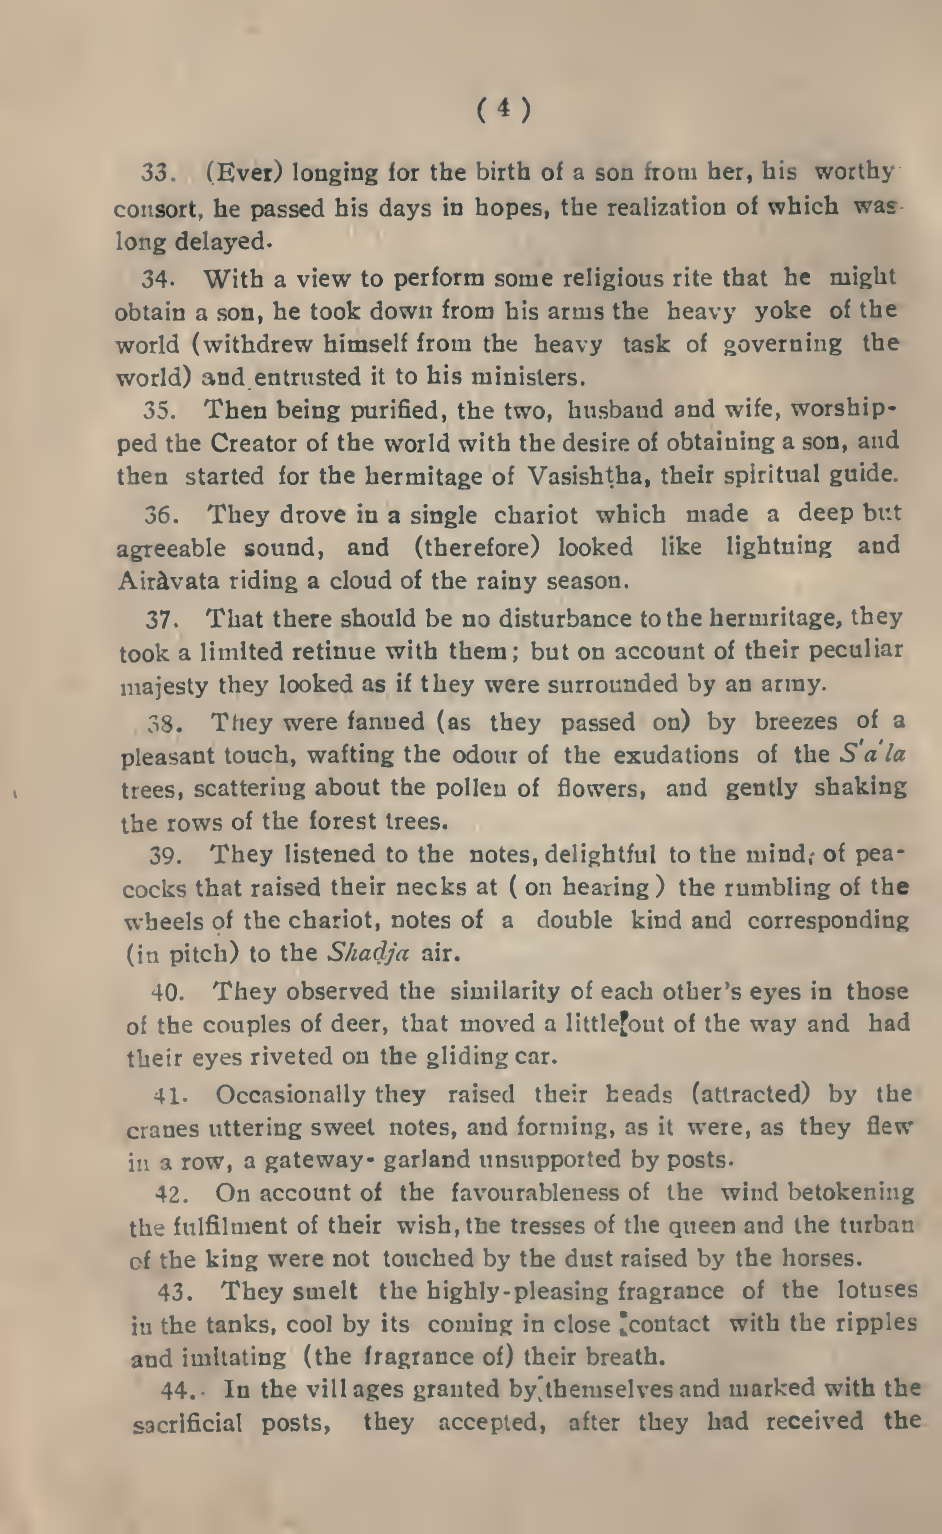 ( 4 )
33. (Ever) longing for the birth of a son from her, his worthy
consort, he passed his days in hopes, the realization of which was
long delayed.
34. With a view to perform some religious rite that he might
obtain a son, he took down from his arms the heavy yoke of the
world (withdrew himself from the heavy task of governing the
world) and entrusted it to his ministers.
35. Then being purified, the two, husband and wife, worship-
ped the Creator of the world with the desire of obtaining a son, and
then started for the hermitage of Vasishṭha, their spiritual guide.
36. They drove in a single chariot which made a deep but
agreeable sound, and (therefore) looked like lightning and
Airàvata riding a cloud of the rainy season.
37. That there should be no disturbance to the hermritage, they
took a limited retinue with them; but on account of their peculiar
majesty they looked as if they were surrounded by an army.
38. They were fanned (as they passed on) by breezes of a
pleasant touch, wafting the odour of the exudations of the S'a'la
trees, scattering about the pollen of flowers, and gently shaking
the rows of the forest trees.
39. They listened to the notes, delightful to the mind, of pea-
cocks that raised their necks at ( on hearing ) the rumbling of the
wheels of the chariot, notes of a double kind and corresponding
(in pitch) to the Shaḍja air.
40. They observed the similarity of each other's eyes in those
of the couples of deer, that moved a little out of the way and had
their eyes riveted on the gliding car.
41. Occasionally they raised their heads (attracted) by the
cranes uttering sweet notes, and forming, as it were, as they flew
in a row, a gateway- garland unsupported by posts.
42. On account of the favourableness of the wind betokening
the fulfilment of their wish, the tresses of the queen and the turban
of the king were not touched by the dust raised by the horses.
43. They smelt the highly-pleasing fragrance of the lotuses
in the tanks, cool by its coming in close contact with the ripples
and imitating (the fragrance of) their breath.
44. In the vill ages granted by themselves and marked with the
sacrificial posts, they accepted, after they had received the